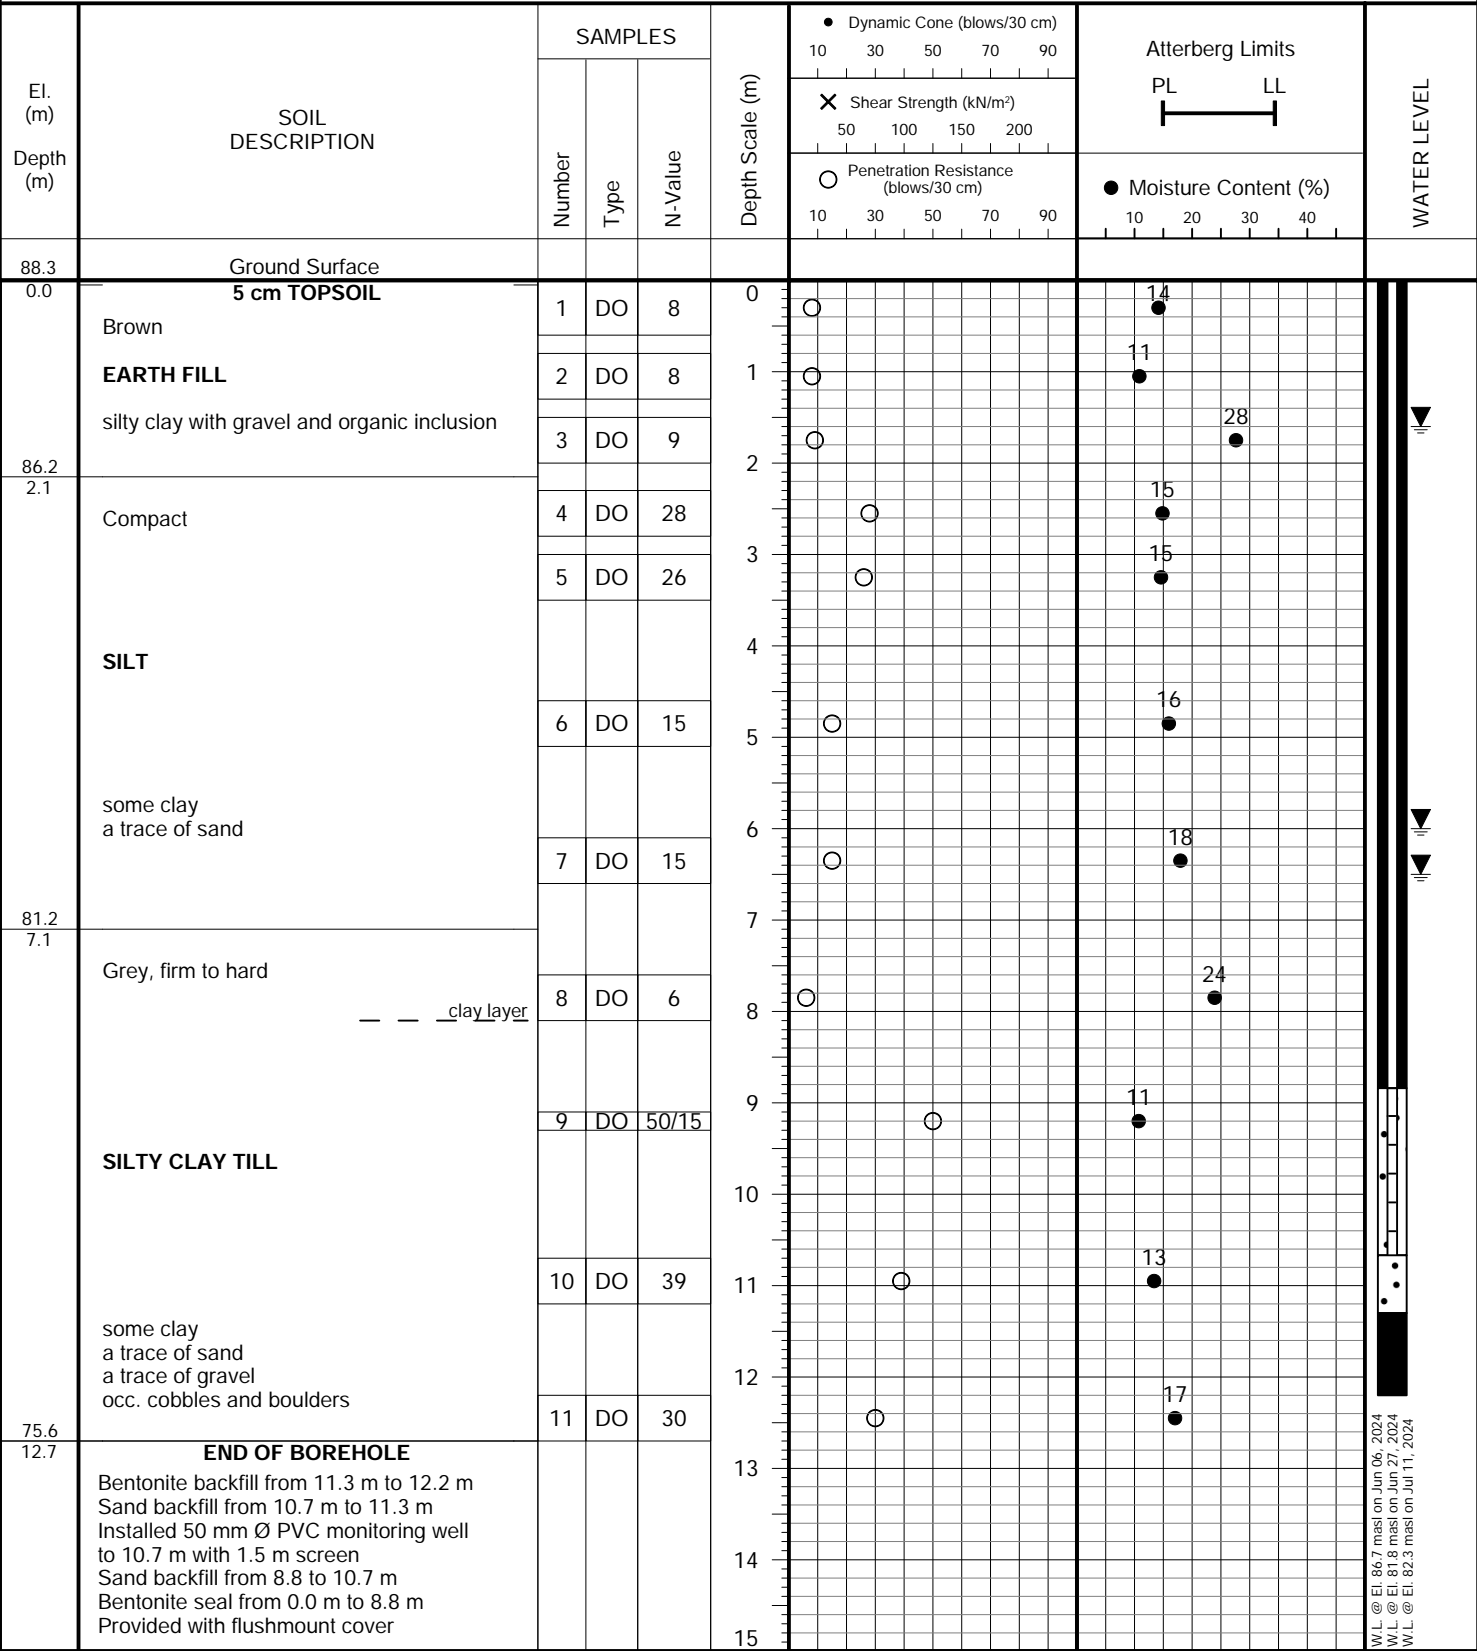 El.
(m)
Depth
(m)
SOIL
DESCRIPTION
SAMPLES
Number
Type
N-Value
Depth Scale (m)
Dynamic Cone (blows/30 cm)
10 30 50 70 90
Shear Strength (kN/m²)
50 100 150 200
Penetration Resistance
(blows/30 cm)
10 30 50 70 90
Atterberg Limits
PL LL
Moisture Content (%)
10 20 30 40
WATER LEVEL
88.3 Ground Surface
0.0 5 cm TOPSOIL
0
14
1 DO 8
Brown
11
EARTH FILL
2 DO 8
1
silty clay with gravel and organic inclusion
28
3 DO 9
86.2
2
2.1
15
Compact
4 DO 28
3
15
5 DO 26
4
SILT
16
6 DO 15
5
some clay
a trace of sand
6
18
7 DO 15
81.2
7
7.1
Grey, firm to hard
24
8 DO 6
clay layer
8
9
11
9 DO 50/15
SILTY CLAY TILL
10
13
10 DO 39
11
some clay
a trace of sand
a trace of gravel
occ. cobbles and boulders
12
17
11 DO 30
75.6
12.7 END OF BOREHOLE
13
Bentonite backfill from 11.3 m to 12.2 m
Sand backfill from 10.7 m to 11.3 m
Installed 50 mm Ø PVC monitoring well
to 10.7 m with 1.5 m screen
14
Sand backfill from 8.8 to 10.7 m
Bentonite seal from 0.0 m to 8.8 m
Provided with flushmount cover
15
W.L. @ El. 86.7 masl on Jun 06, 2024
W.L. @ El. 81.8 masl on Jun 27, 2024
W.L. @ El. 82.3 masl on Jul 11, 2024